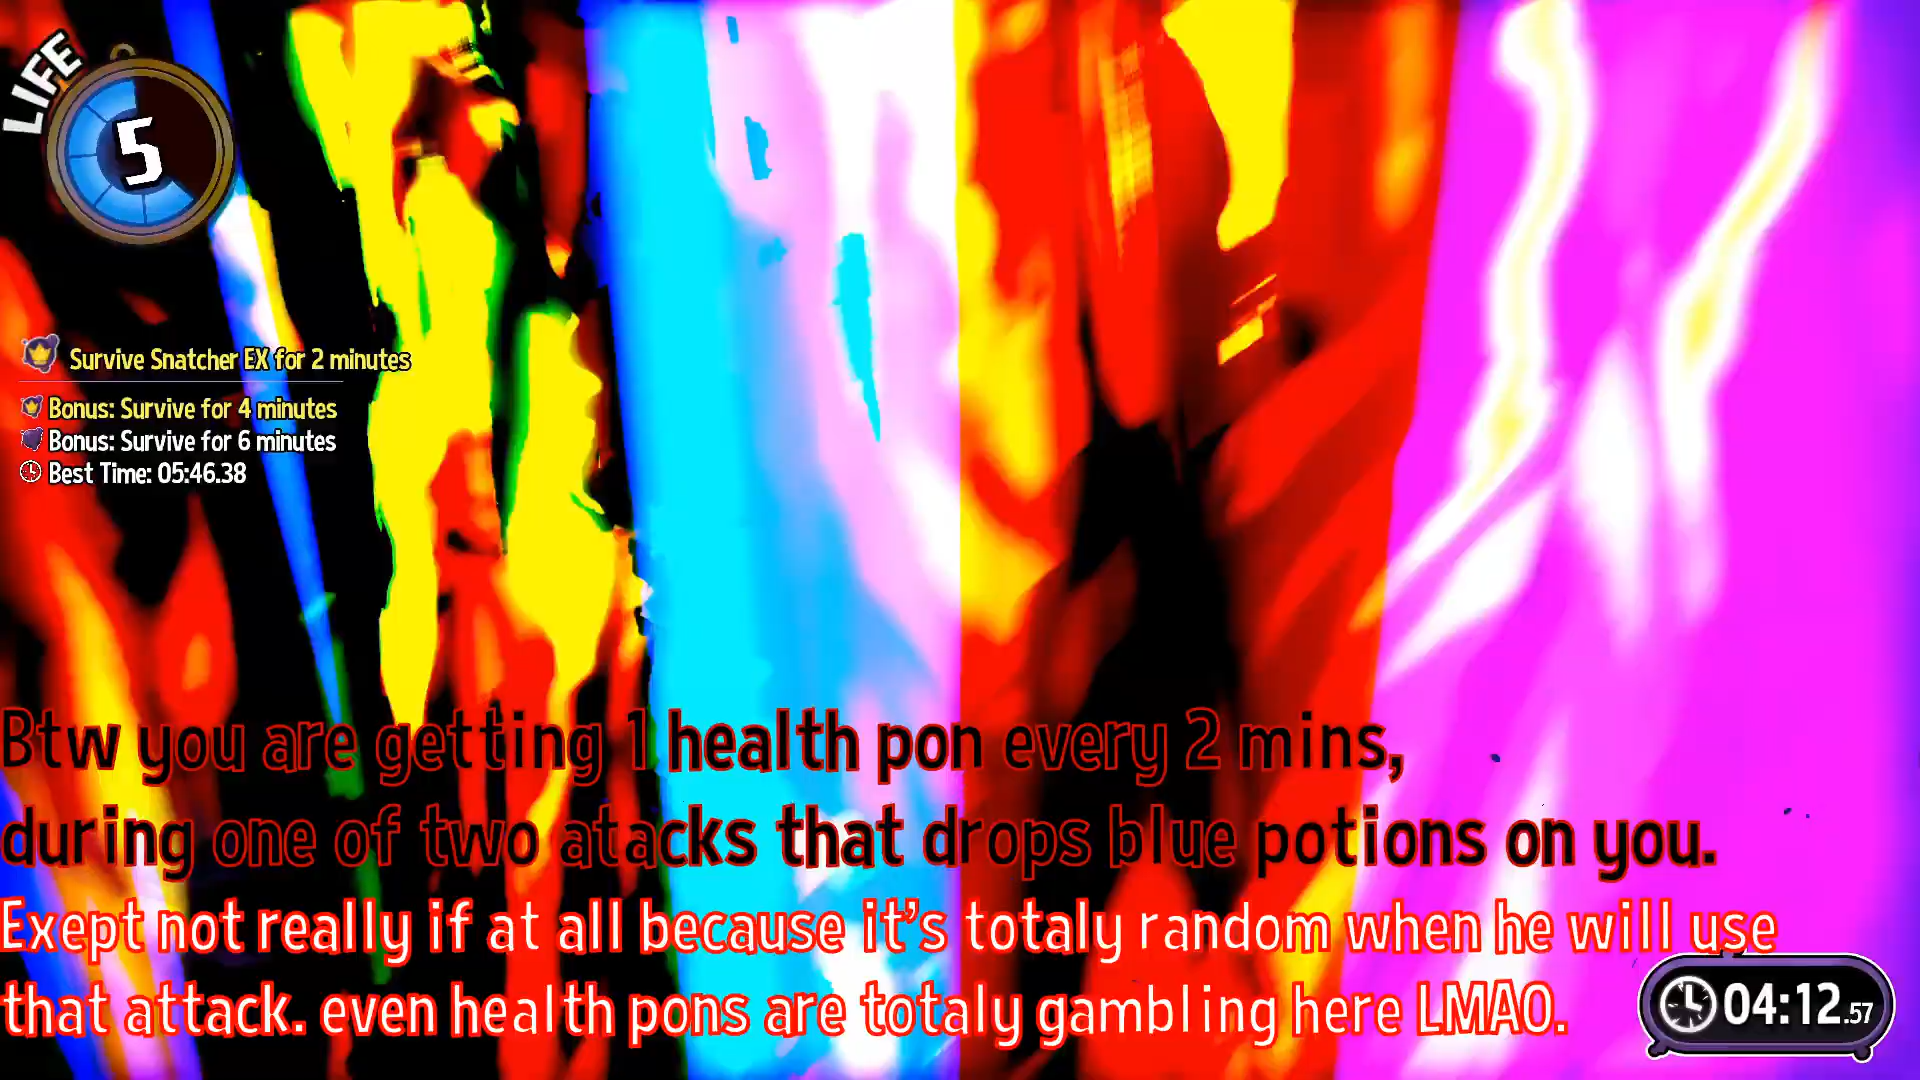 LIFE
5
Survive Snatcher EX for 2 minutes
Bonus: Survive for 4 minutes
Bonus: Survive for 6 minutes
Best Time: 05:46.38
Btw you are getting 1 health pon every 2 mins,
during one of two atacks that drops blue potions on you.
Exept not really if at all because it's totaly random when he will use
that attack. even health pons are totaly gambling here LMAO.
04:12.57